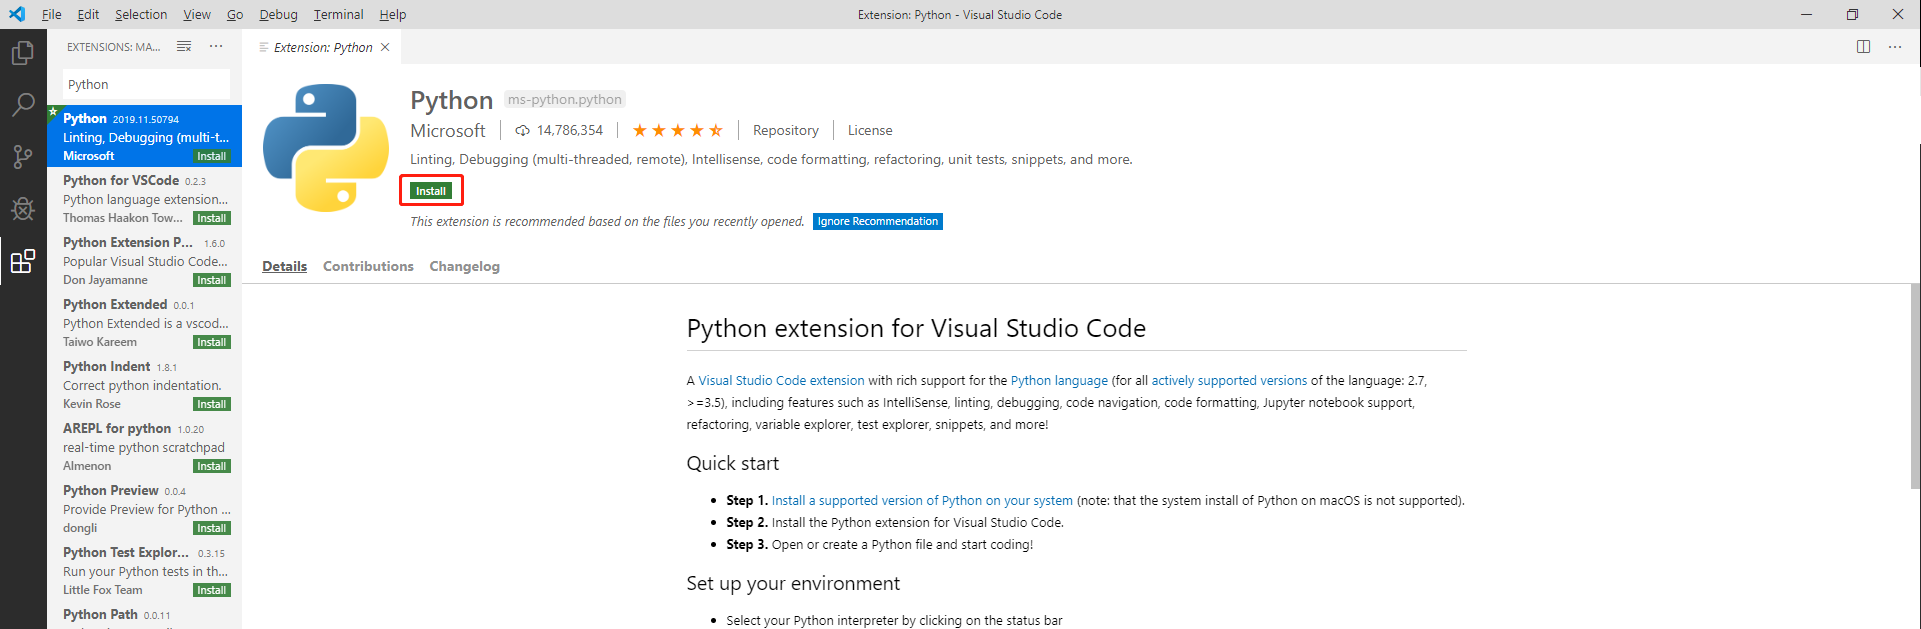 File Edit Selection View Go Debug Terminal Help
Extension: Python - Visual Studio Code
EXTENSIONS: MA...
Python
Python 2019.11.50794
Linting, Debugging (multi-t...
Microsoft Install
Python for VSCode 0.2.3
Python language extension...
Thomas Haakon Tow... Install
Python Extension P... 1.6.0
Popular Visual Studio Code...
Don Jayamanne Install
Python Extended 0.0.1
Python Extended is a vscod...
Taiwo Kareem Install
Python Indent 1.8.1
Correct python indentation.
Kevin Rose Install
AREPL for python 1.0.20
real-time python scratchpad
Almenon Install
Python Preview 0.0.4
Provide Preview for Python ...
dongli Install
Python Test Explor... 0.3.15
Run your Python tests in th...
Little Fox Team Install
Python Path 0.0.11
Extension: Python
Python ms-python.python
Microsoft 14,786,354 Repository License
Linting, Debugging (multi-threaded, remote), Intellisense, code formatting, refactoring, unit tests, snippets, and more.
Install
This extension is recommended based on the files you recently opened. Ignore Recommendation
Details Contributions Changelog
Python extension for Visual Studio Code
A Visual Studio Code extension with rich support for the Python language (for all actively supported versions of the language: 2.7,
>=3.5), including features such as IntelliSense, linting, debugging, code navigation, code formatting, Jupyter notebook support,
refactoring, variable explorer, test explorer, snippets, and more!
Quick start
• Step 1. Install a supported version of Python on your system (note: that the system install of Python on macOS is not supported).
• Step 2. Install the Python extension for Visual Studio Code.
• Step 3. Open or create a Python file and start coding!
Set up your environment
• Select your Python interpreter by clicking on the status bar